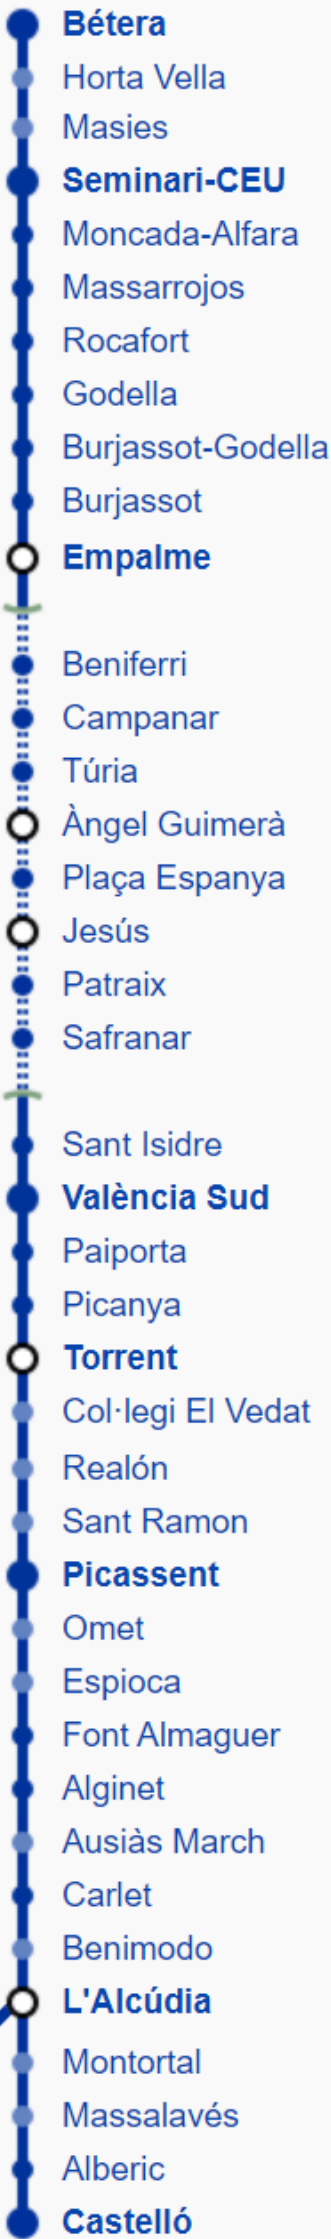 Bétera
Horta Vella
Masies
Seminari-CEU
Moncada-Alfara
Massarrojos
Rocafort
Godella
Burjassot-Godella
Burjassot
Empalme
Beniferri
Campanar
Túria
Àngel Guimerà
Plaça Espanya
Jesús
Patraix
Safranar
Sant Isidre
València Sud
Paiporta
Picanya
Torrent
Col·legi El Vedat
Realón
Sant Ramon
Picassent
Omet
Espioca
Font Almaguer
Alginet
Ausiàs March
Carlet
Benimodo
L'Alcúdia
Montortal
Massalavés
Alberic
Castelló